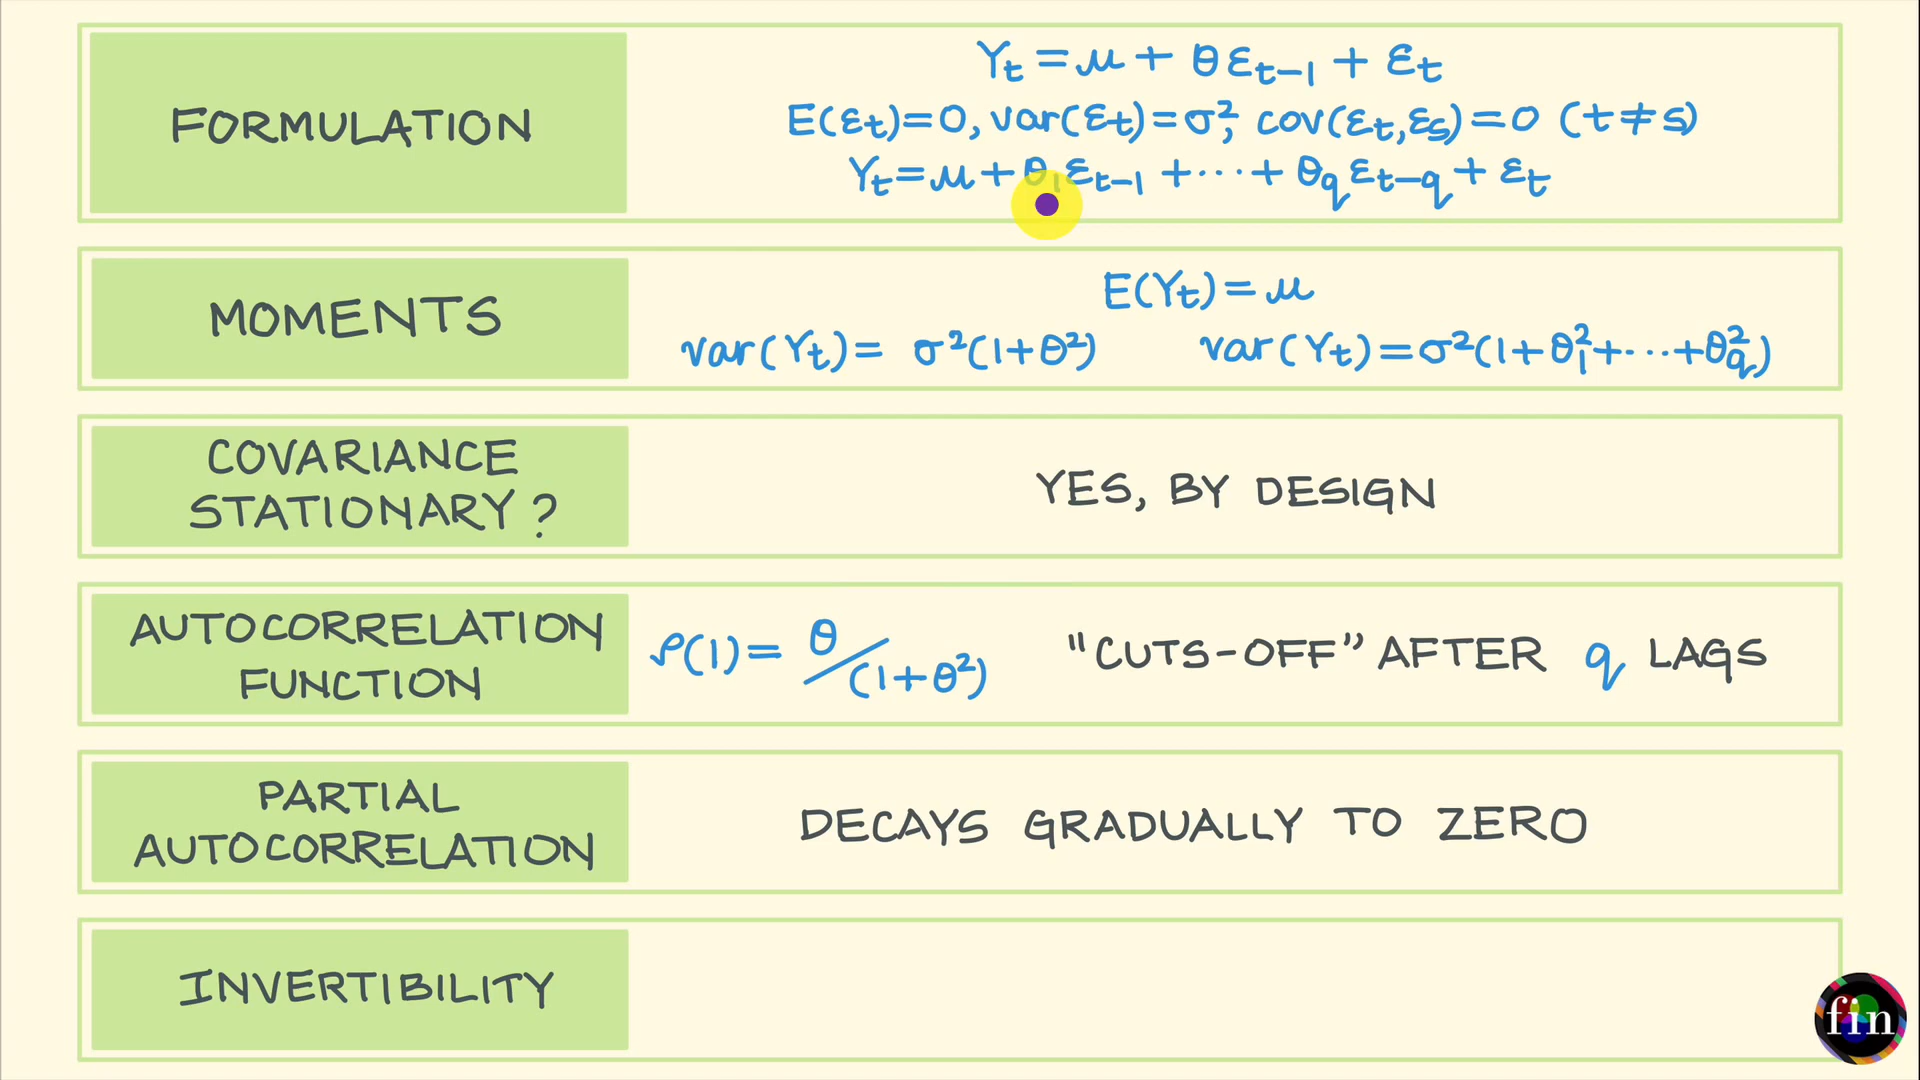 FORMULATION
Yₜ = μ + θεₜ₋₁ + εₜ
E(εₜ)=0, var(εₜ)=σ², cov(εₜ,εₛ)=0 (t≠s)
Yₜ = μ + θ₁εₜ₋₁ + ⋯ + θqεt−q + εₜ
MOMENTS
E(Yₜ) = μ
var(Yₜ) = σ²(1+θ²)
var(Yₜ) = σ²(1+θ₁²+⋯+θq²)
COVARIANCE
STATIONARY?
YES, BY DESIGN
AUTOCORRELATION
FUNCTION
ρ(1) = θ/(1+θ²)
"CUTS-OFF" AFTER q LAGS
PARTIAL
AUTOCORRELATION
DECAYS GRADUALLY TO ZERO
INVERTIBILITY
fin